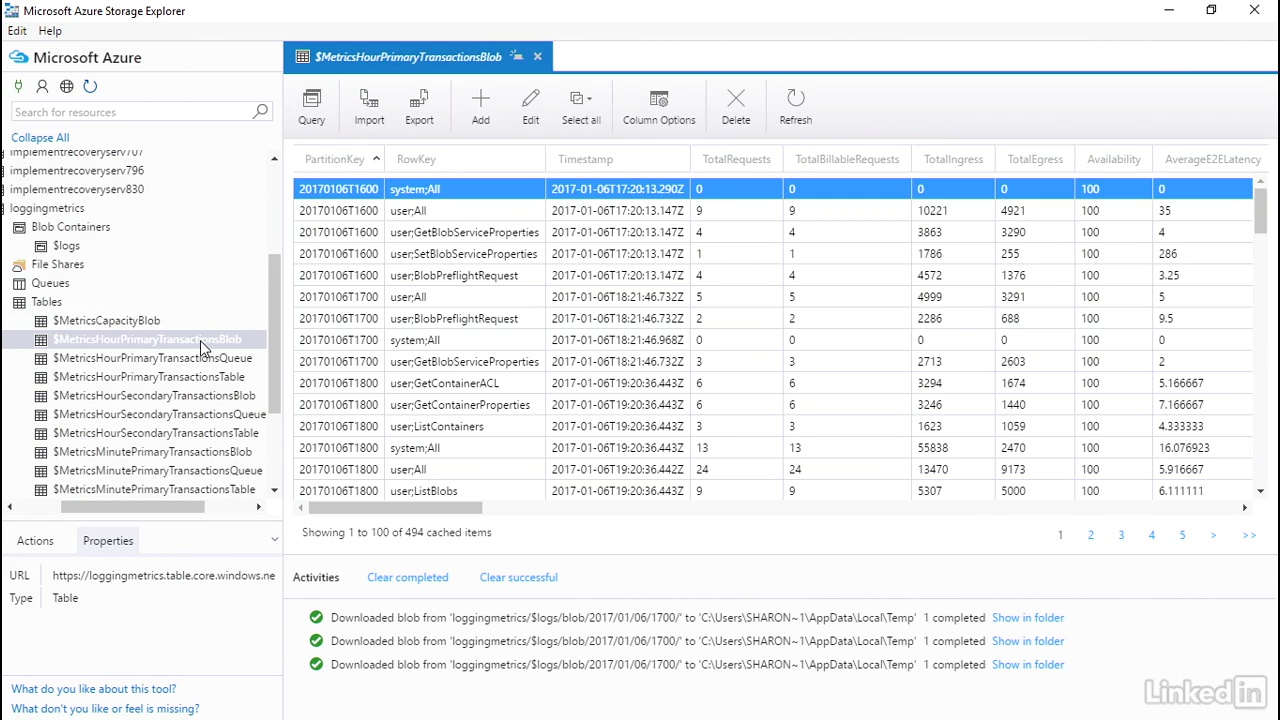 Microsoft Azure Storage Explorer
Edit Help
Microsoft Azure
Search for resources
Collapse All
implementrecoveryserv707
implementrecoveryserv796
implementrecoveryserv830
loggingmetrics
Blob Containers
$logs
File Shares
Queues
Tables
$MetricsCapacityBlob
$MetricsHourPrimaryTransactionsBlob
$MetricsHourPrimaryTransactionsQueue
$MetricsHourPrimaryTransactionsTable
$MetricsHourSecondaryTransactionsBlob
$MetricsHourSecondaryTransactionsQueue
$MetricsHourSecondaryTransactionsTable
$MetricsMinutePrimaryTransactionsBlob
$MetricsMinutePrimaryTransactionsQueue
$MetricsMinutePrimaryTransactionsTable
Actions Properties
URL https://loggingmetrics.table.core.windows.ne
Type Table
What do you like about this tool?
What don't you like or feel is missing?
$MetricsHourPrimaryTransactionsBlob
Query Import Export Add Edit Select all Column Options Delete Refresh
PartitionKey RowKey Timestamp TotalRequests TotalBillableRequests TotalIngress TotalEgress Availability AverageE2ELatency
20170106T1600 system;All 2017-01-06T17:20:13.290Z 0 0 0 0 100 0
20170106T1600 user;All 2017-01-06T17:20:13.147Z 9 9 10221 4921 100 35
20170106T1600 user;GetBlobServiceProperties 2017-01-06T17:20:13.147Z 4 4 3863 3290 100 4
20170106T1600 user;SetBlobServiceProperties 2017-01-06T17:20:13.147Z 1 1 1786 255 100 286
20170106T1600 user;BlobPreflightRequest 2017-01-06T17:20:13.147Z 4 4 4572 1376 100 3.25
20170106T1700 user;All 2017-01-06T18:21:46.732Z 5 5 4999 3291 100 5
20170106T1700 user;BlobPreflightRequest 2017-01-06T18:21:46.732Z 2 2 2286 688 100 9.5
20170106T1700 system;All 2017-01-06T18:21:46.968Z 0 0 0 0 100 0
20170106T1700 user;GetBlobServiceProperties 2017-01-06T18:21:46.732Z 3 3 2713 2603 100 2
20170106T1800 user;GetContainerACL 2017-01-06T19:20:36.443Z 6 6 3294 1674 100 5.166667
20170106T1800 user;GetContainerProperties 2017-01-06T19:20:36.443Z 6 6 3246 1440 100 7.166667
20170106T1800 user;ListContainers 2017-01-06T19:20:36.443Z 3 3 1623 1059 100 4.333333
20170106T1800 system;All 2017-01-06T19:20:36.442Z 13 13 55838 2470 100 16.076923
20170106T1800 user;All 2017-01-06T19:20:36.442Z 24 24 13470 9173 100 5.916667
20170106T1800 user;ListBlobs 2017-01-06T19:20:36.443Z 9 9 5307 5000 100 6.111111
Showing 1 to 100 of 494 cached items
1 2 3 4 5 > >>
Activities Clear completed Clear successful
Downloaded blob from 'loggingmetrics/$logs/blob/2017/01/06/1700/' to 'C:\Users\SHARON~1\AppData\Local\Temp' 1 completed Show in folder
Downloaded blob from 'loggingmetrics/$logs/blob/2017/01/06/1700/' to 'C:\Users\SHARON~1\AppData\Local\Temp' 1 completed Show in folder
Downloaded blob from 'loggingmetrics/$logs/blob/2017/01/06/1700/' to 'C:\Users\SHARON~1\AppData\Local\Temp' 1 completed Show in folder
Linked in